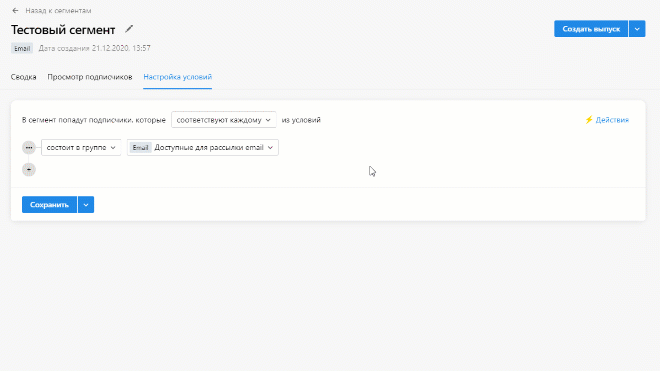 Назад к сегментам
Тестовый сегмент
Создать выпуск
Email Дата создания 21.12.2020, 13:57
Сводка Просмотр подписчиков Настройка условий
В сегмент попадут подписчики, которые соответствуют каждому из условий
Действия
состоит в группе Email Доступные для рассылки email
Сохранить